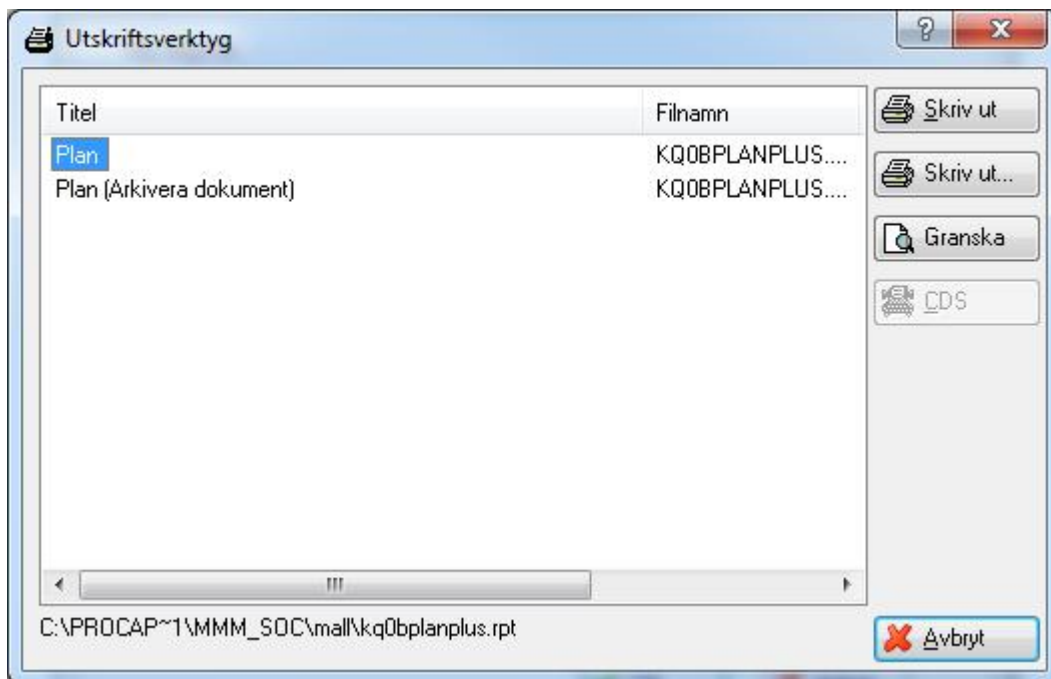 Utskriftsverktyg
Titel Filnamn
Plan KQ0BPLANPLUS....
Plan (Arkivera dokument) KQ0BPLANPLUS....
Skriv ut
Skriv ut...
Granska
CDS
C:\PROCAP~1\MMM_SOC\mall\kq0bplanplus.rpt
Avbryt